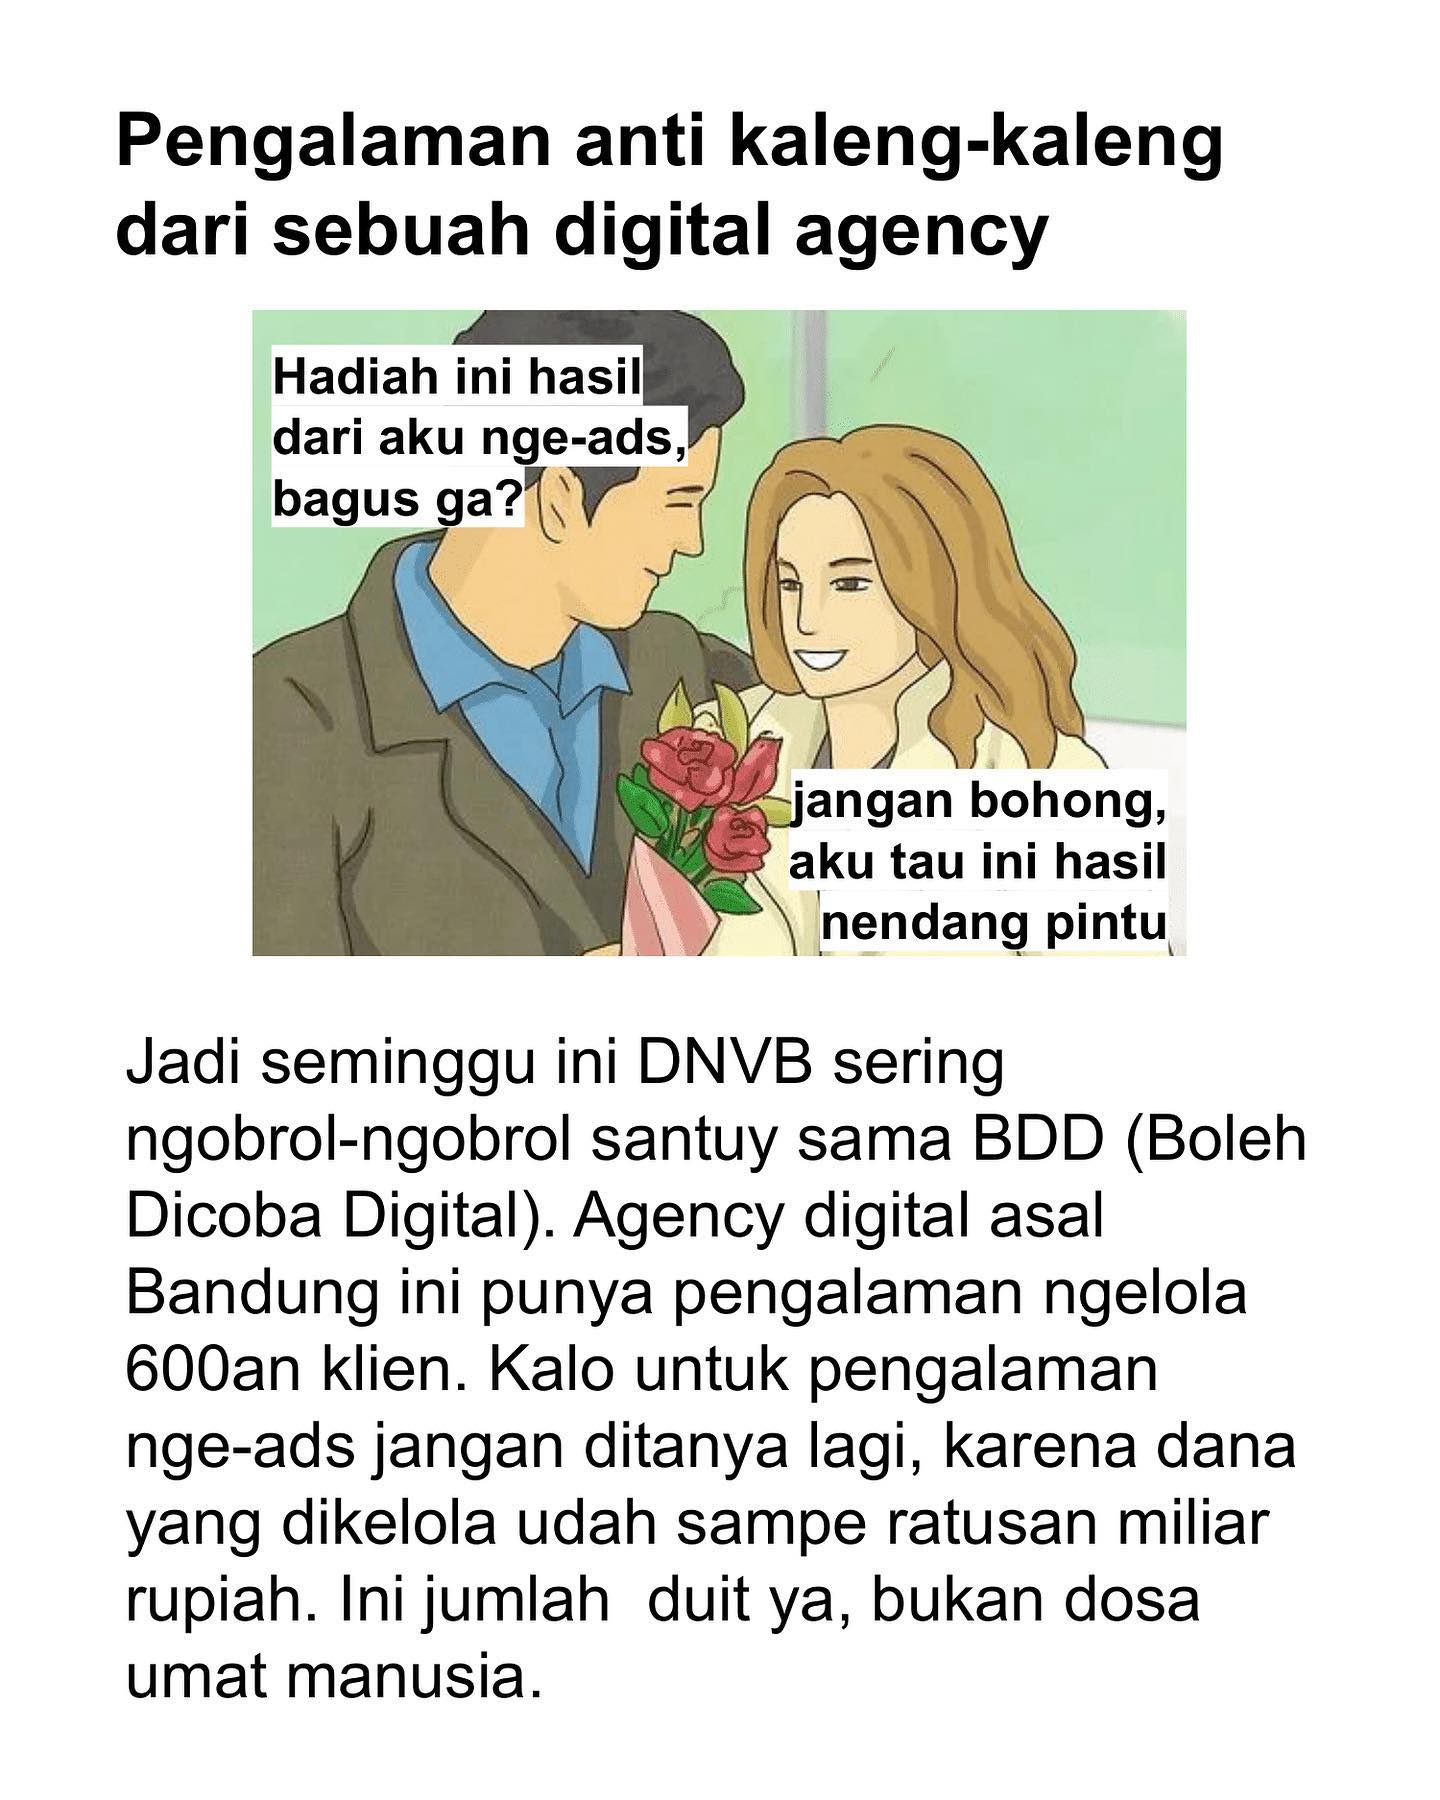 Pengalaman anti kaleng-kaleng
dari sebuah digital agency
Hadiah ini hasil
dari aku nge-ads,
bagus ga?
jangan bohong,
aku tau ini hasil
nendang pintu
Jadi seminggu ini DNVB sering
ngobrol-ngobrol santuy sama BDD (Boleh
Dicoba Digital). Agency digital asal
Bandung ini punya pengalaman ngelola
600an klien. Kalo untuk pengalaman
nge-ads jangan ditanya lagi, karena dana
yang dikelola udah sampe ratusan miliar
rupiah. Ini jumlah  duit ya, bukan dosa
umat manusia.